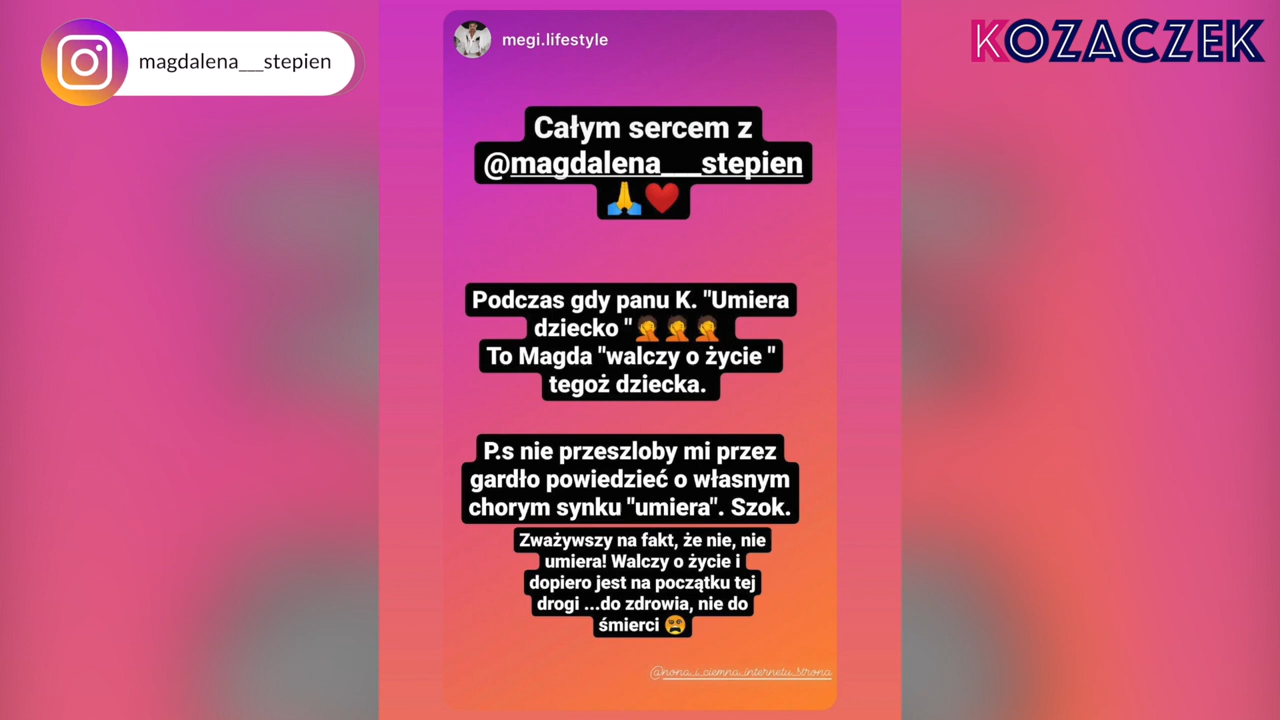 magdalena___stepien
KOZACZEK
megi.lifestyle
Całym sercem z
@magdalena___stepien
🙏❤️
Podczas gdy panu K. "Umiera
dziecko "🤦🤦🤦
To Magda "walczy o życie "
tegoż dziecka.
P.s nie przeszloby mi przez
gardło powiedzieć o własnym
chorym synku "umiera". Szok.
Zważywszy na fakt, że nie, nie
umiera! Walczy o życie i
dopiero jest na początku tej
drogi ...do zdrowia, nie do
śmierci 😵
@nona_i_ciemna_internetu_strona